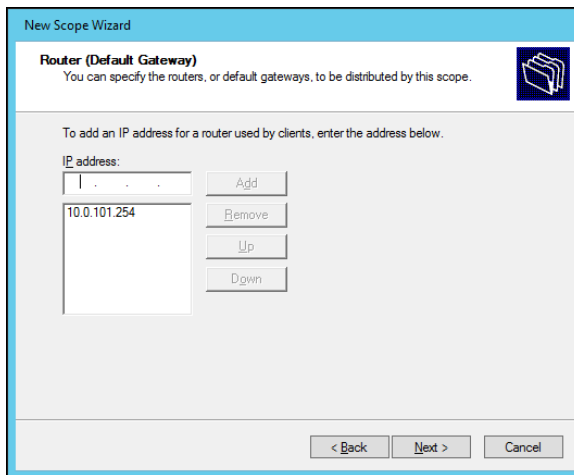 New Scope Wizard
Router (Default Gateway)
You can specify the routers, or default gateways, to be distributed by this scope.
To add an IP address for a router used by clients, enter the address below.
IP address:
. . .
Add
10.0.101.254
Remove
Up
Down
< Back
Next >
Cancel